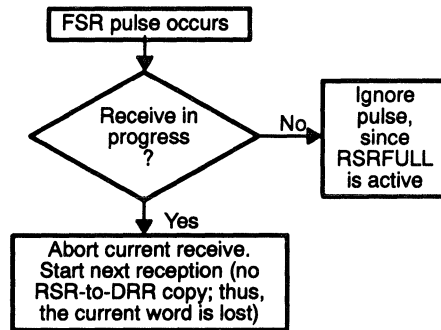 FSR pulse occurs
Receive in
progress
?
No
Ignore
pulse,
since
RSRFULL
is active
Yes
Abort current receive.
Start next reception (no
RSR-to-DRR copy; thus,
the current word is lost)